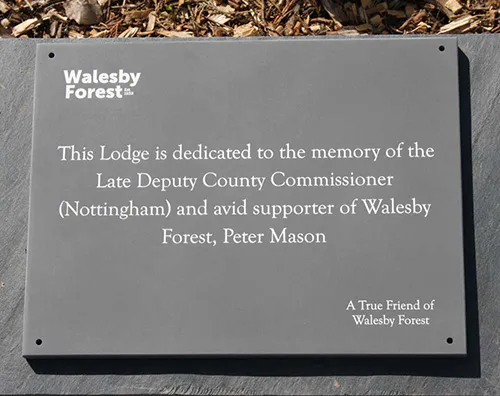 Walesby
Forest
This Lodge is dedicated to the memory of the
Late Deputy County Commissioner
(Nottingham) and avid supporter of Walesby
Forest, Peter Mason
A True Friend of
Walesby Forest